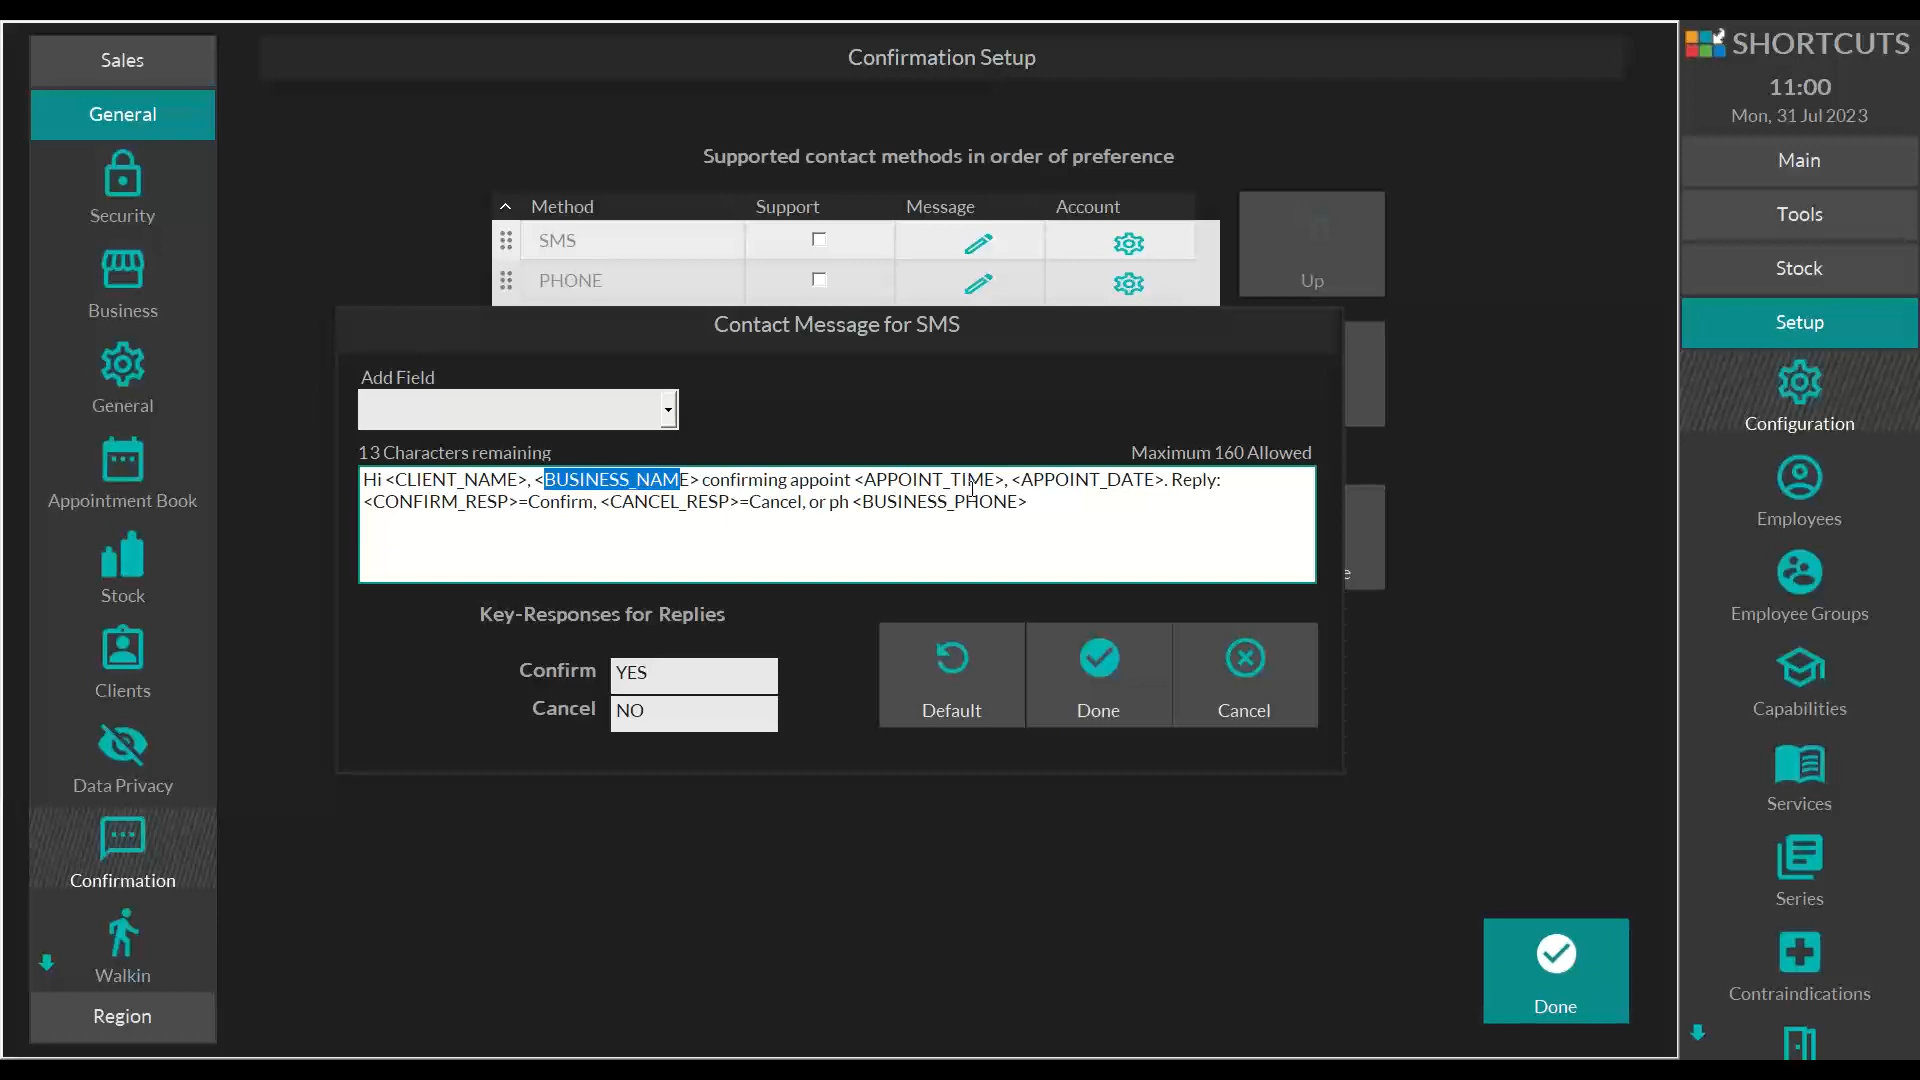 Sales
General
Security
Business
General
Appointment Book
Stock
Clients
Data Privacy
Confirmation
Walkin
Region
Confirmation Setup
Supported contact methods in order of preference
Method Support Message Account
SMS
PHONE
Up
Contact Message for SMS
Add Field
13 Characters remaining
Maximum 160 Allowed
Hi <CLIENT_NAME>, <BUSINESS_NAME> confirming appoint <APPOINT_TIME>, <APPOINT_DATE>. Reply:
<CONFIRM_RESP>=Confirm, <CANCEL_RESP>=Cancel, or ph <BUSINESS_PHONE>
Key-Responses for Replies
Confirm YES
Cancel NO
Default
Done
Cancel
Done
SHORTCUTS
11:00
Mon, 31 Jul 2023
Main
Tools
Stock
Setup
Configuration
Employees
Employee Groups
Capabilities
Services
Series
Contraindications